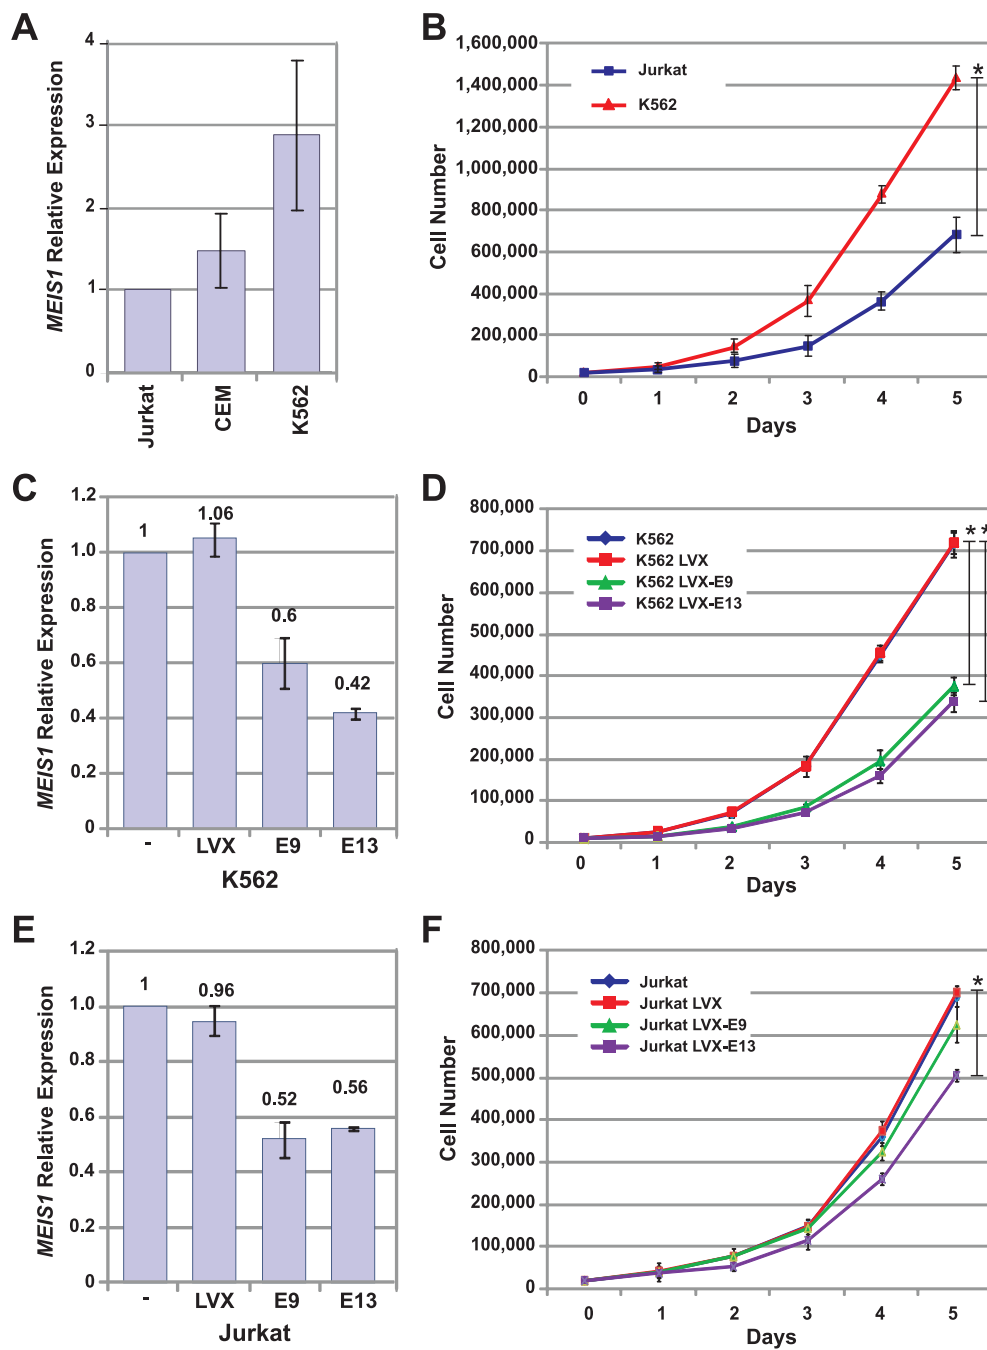 A
MEIS1 Relative Expression
4
3
2
1
0
Jurkat
CEM
K562
B
Cell Number
1,600,000
1,400,000
1,200,000
1,000,000
800,000
600,000
400,000
200,000
0
Jurkat
K562
*
0 1 2 3 4 5
Days
C
MEIS1 Relative Expression
1.2
1.0
0.8
0.6
0.4
0.2
0
1
1.06
0.6
0.42
- LVX E9 E13
K562
D
Cell Number
800,000
700,000
600,000
500,000
400,000
300,000
200,000
100,000
0
K562
K562 LVX
K562 LVX-E9
K562 LVX-E13
* *
0 1 2 3 4 5
Days
E
MEIS1 Relative Expression
1.2
1.0
0.8
0.6
0.4
0.2
0
1
0.96
0.52
0.56
- LVX E9 E13
Jurkat
F
Cell Number
800,000
700,000
600,000
500,000
400,000
300,000
200,000
100,000
0
Jurkat
Jurkat LVX
Jurkat LVX-E9
Jurkat LVX-E13
*
0 1 2 3 4 5
Days